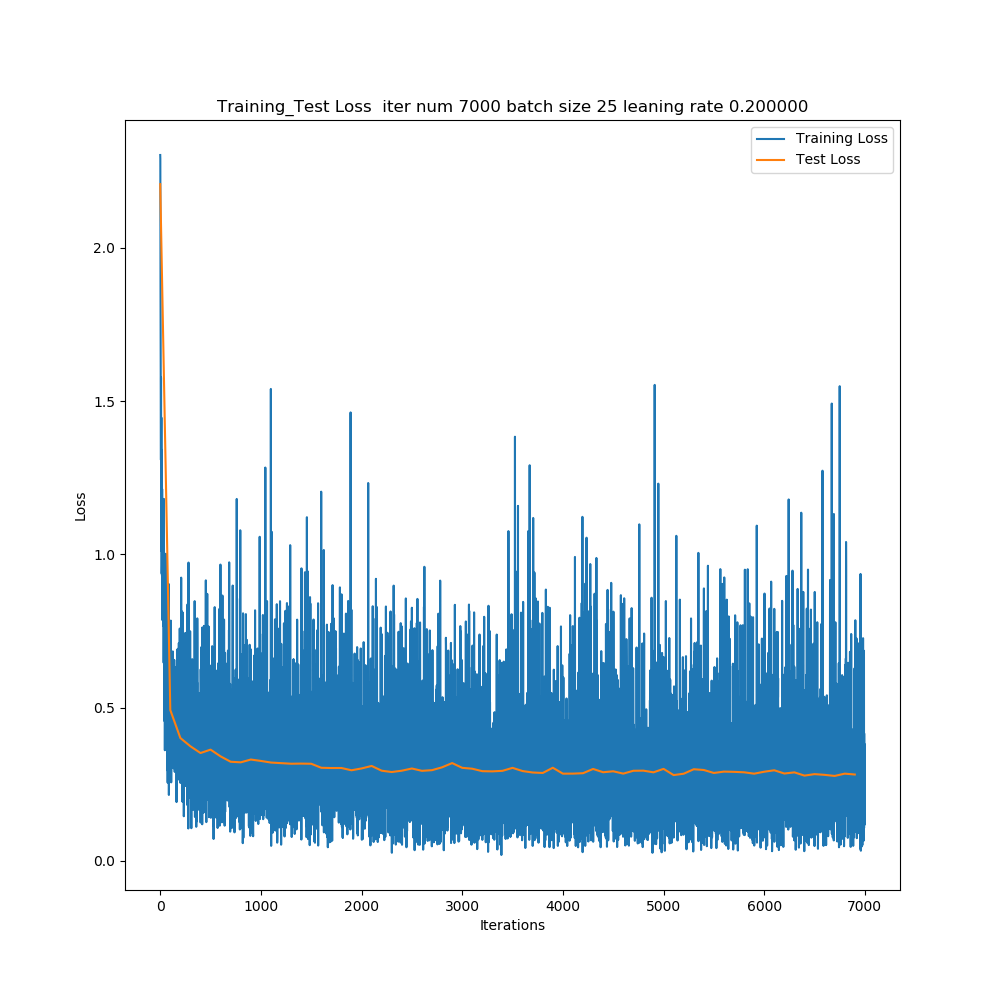 Training_Test Loss  iter num 7000 batch size 25 leaning rate 0.200000
Training Loss
Test Loss
2.0
1.5
1.0
0.5
0.0
Loss
0 1000 2000 3000 4000 5000 6000 7000
Iterations